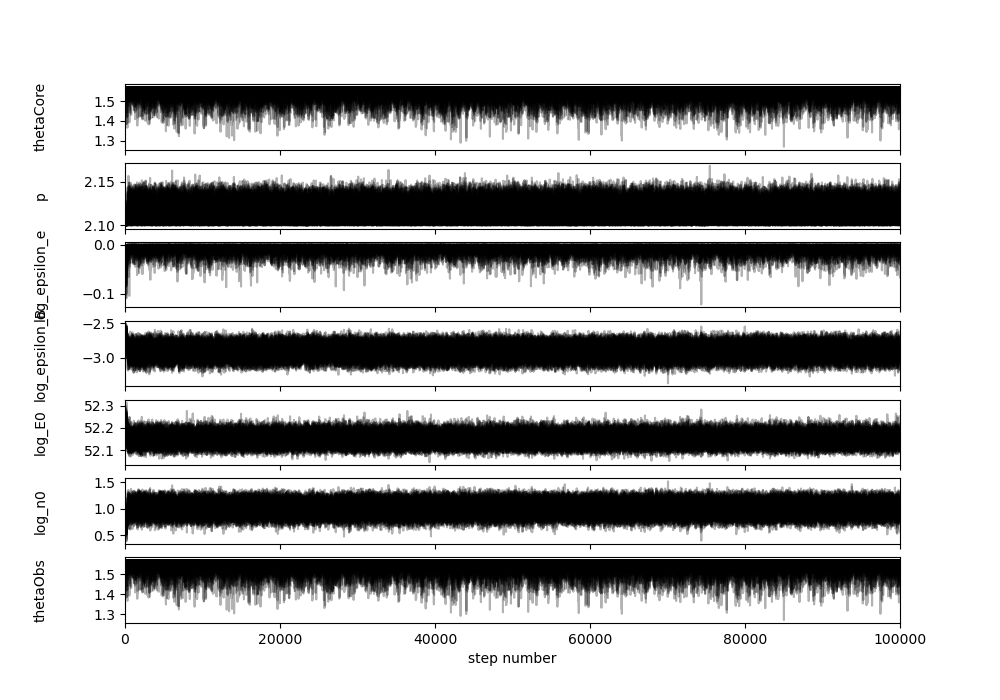 thetaCore
1.5
1.4
1.3
p
2.15
2.10
log_epsilon_e
0.0
−0.1
log_epsilon_B
−2.5
−3.0
log_E0
52.3
52.2
52.1
log_n0
1.5
1.0
0.5
thetaObs
1.5
1.4
1.3
0 20000 40000 60000 80000 100000
step number